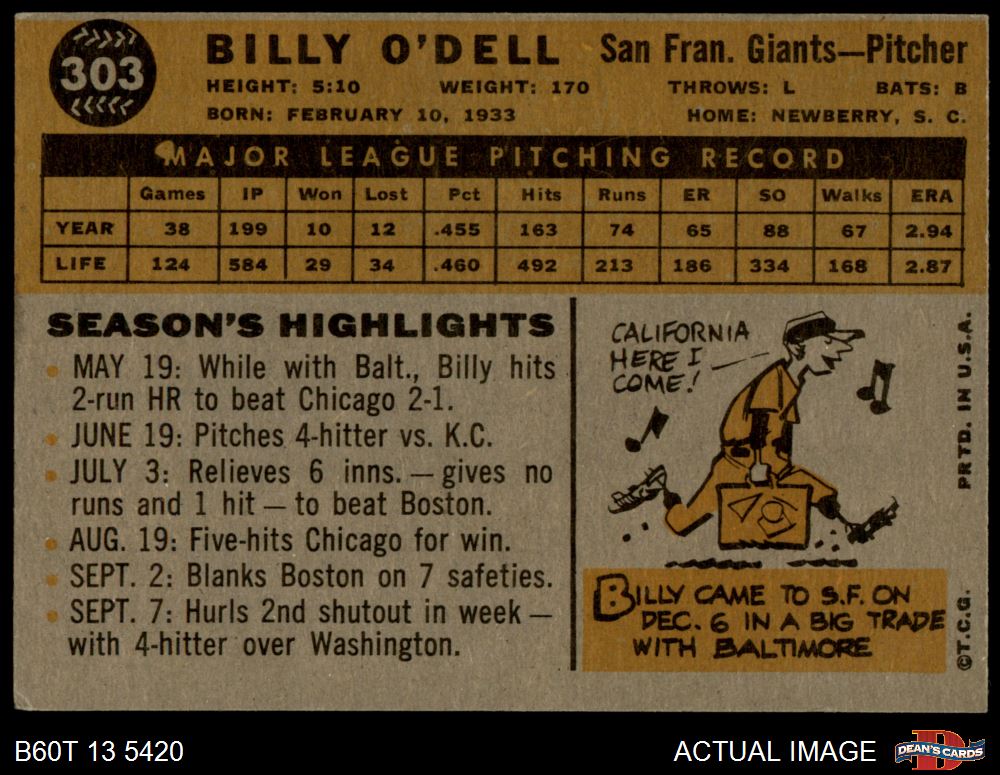 303
BILLY O'DELL San Fran. Giants—Pitcher
HEIGHT: 5:10 WEIGHT: 170 THROWS: L BATS: B
BORN: FEBRUARY 10, 1933 HOME: NEWBERRY, S. C.
MAJOR LEAGUE PITCHING RECORD
Games IP Won Lost Pct Hits Runs ER SO Walks ERA
YEAR 38 199 10 12 .455 163 74 65 88 67 2.94
LIFE 124 584 29 34 .460 492 213 186 334 168 2.87
SEASON'S HIGHLIGHTS
• MAY 19: While with Balt., Billy hits
2-run HR to beat Chicago 2-1.
• JUNE 19: Pitches 4-hitter vs. K.C.
• JULY 3: Relieves 6 inns. — gives no
runs and 1 hit — to beat Boston.
• AUG. 19: Five-hits Chicago for win.
• SEPT. 2: Blanks Boston on 7 safeties.
• SEPT. 7: Hurls 2nd shutout in week —
with 4-hitter over Washington.
CALIFORNIA
HERE I
COME!
BILLY CAME TO S.F. ON
DEC. 6 IN A BIG TRADE
WITH BALTIMORE
PRTD. IN U.S.A.
©T.C.G.
B60T 13 5420
ACTUAL IMAGE
D
DEAN'S CARDS